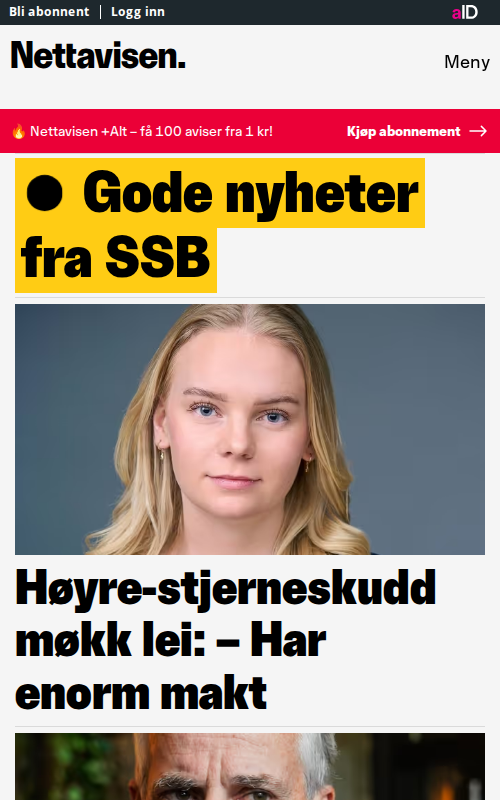 Bli abonnent | Logg inn
aID
Nettavisen.
Meny
🔥 Nettavisen +Alt – få 100 aviser fra 1 kr!
Kjøp abonnement →
● Gode nyheter
fra SSB
Høyre-stjerneskudd
møkk lei: – Har
enorm makt